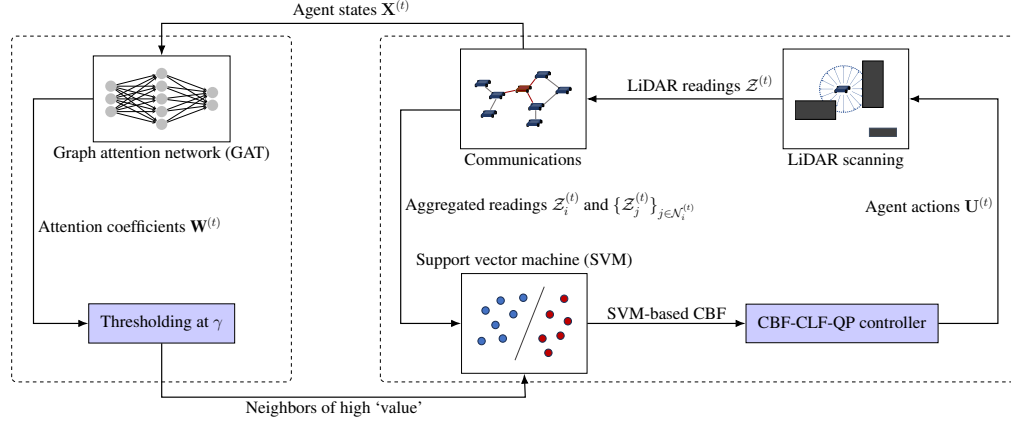 Agent states X^(t)
LiDAR readings 𝒵^(t)
Graph attention network (GAT)
Communications
LiDAR scanning
Attention coefficients W^(t)
Aggregated readings 𝒵_i^(t) and {𝒵_j^(t)}_{j∈𝒩_i^(t)}
Agent actions U^(t)
Support vector machine (SVM)
Thresholding at γ
SVM-based CBF
CBF-CLF-QP controller
Neighbors of high ‘value’